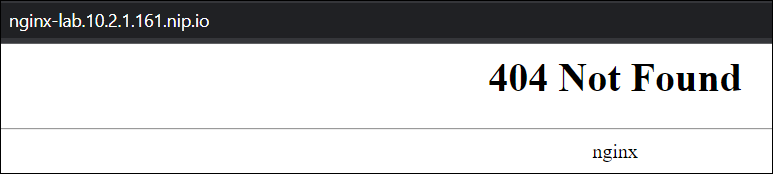 nginx-lab.10.2.1.161.nip.io
404 Not Found
nginx